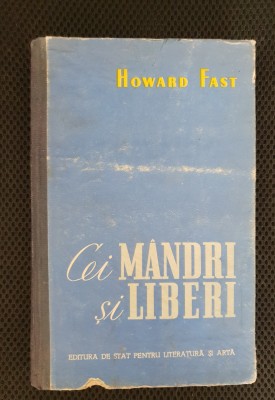 HOWARD FAST
Cei MÂNDRI
și LIBERI
EDITURA DE STAT PENTRU LITERATURĂ ȘI ARTĂ